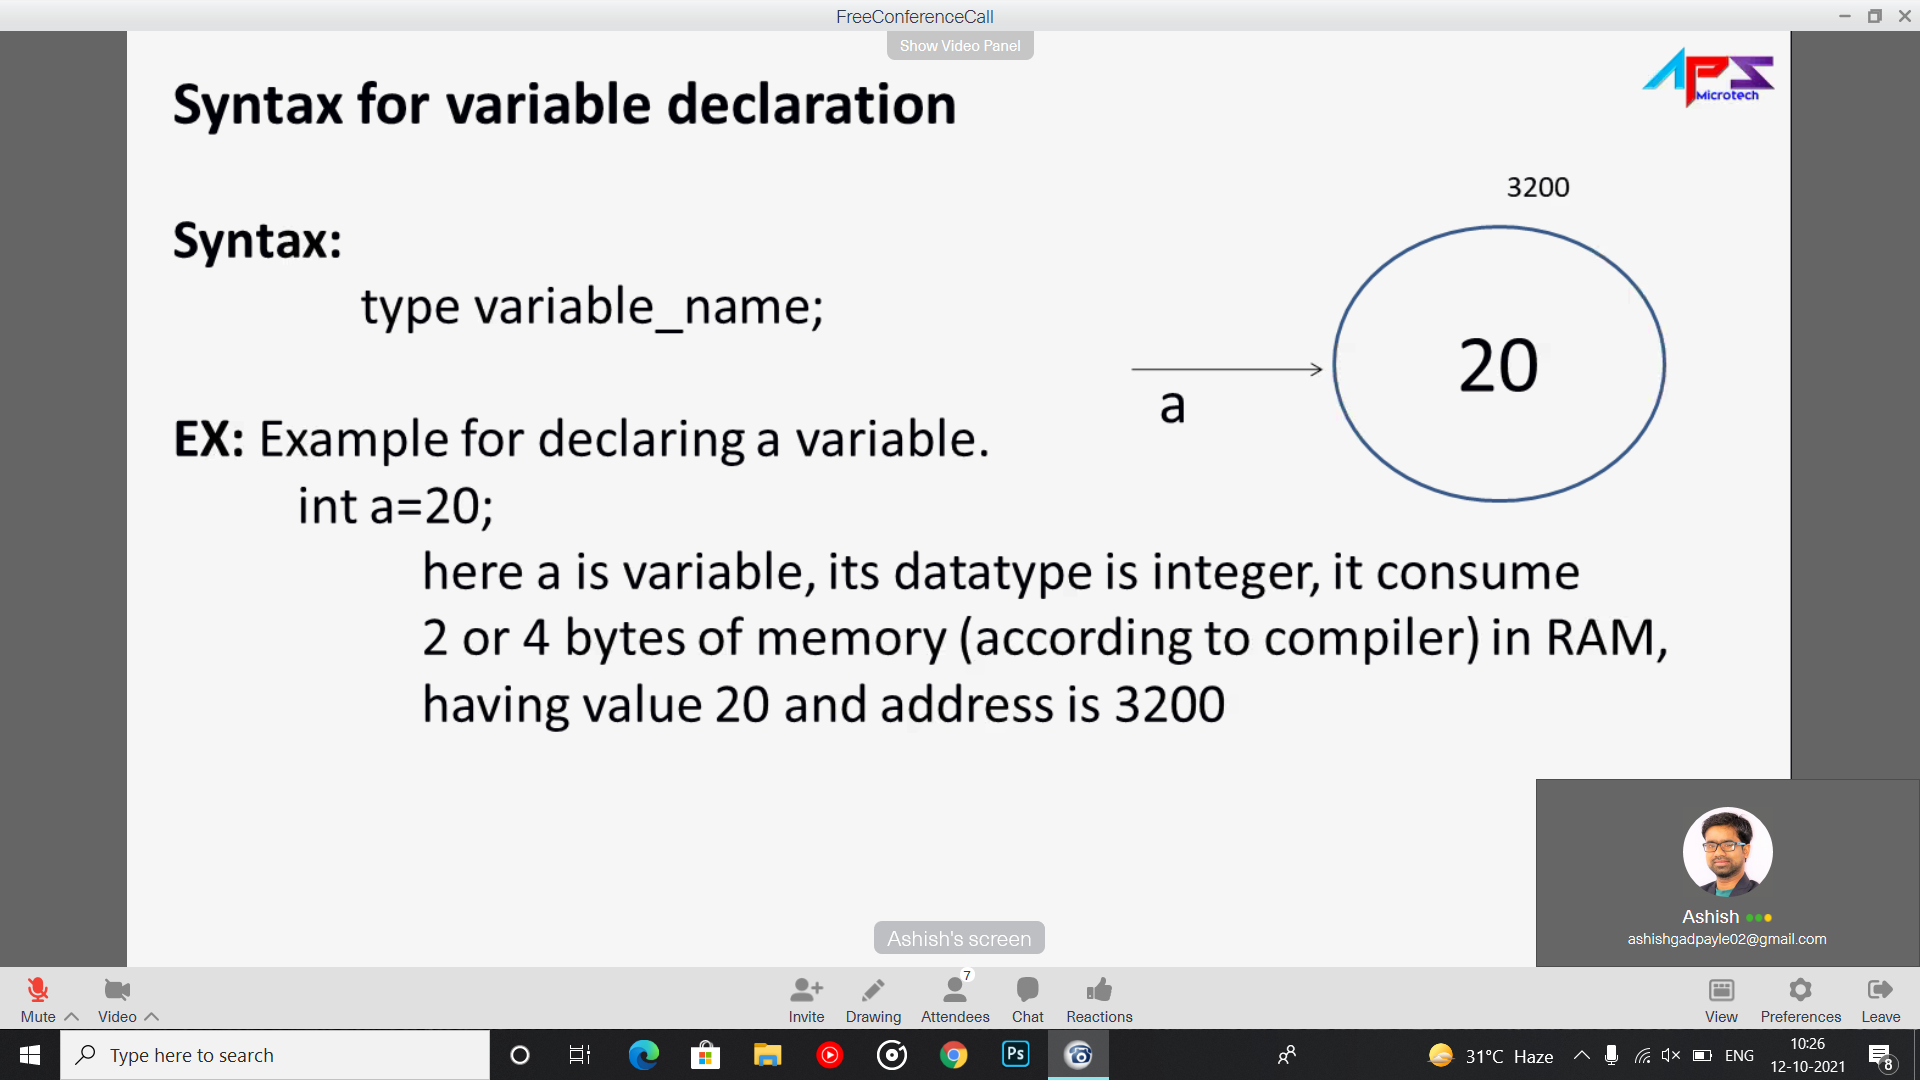 FreeConferenceCall
Show Video Panel
APS
Microtech
Syntax for variable declaration
3200
Syntax:
type variable_name;
20
a
EX: Example for declaring a variable.
int a=20;
here a is variable, its datatype is integer, it consume
2 or 4 bytes of memory (according to compiler) in RAM,
having value 20 and address is 3200
Ashish
ashishgadpayle02@gmail.com
Ashish's screen
7
Mute Video Invite Drawing Attendees Chat Reactions View Preferences Leave
Type here to search
Ps
31°C Haze
ENG
10:26
12-10-2021
8